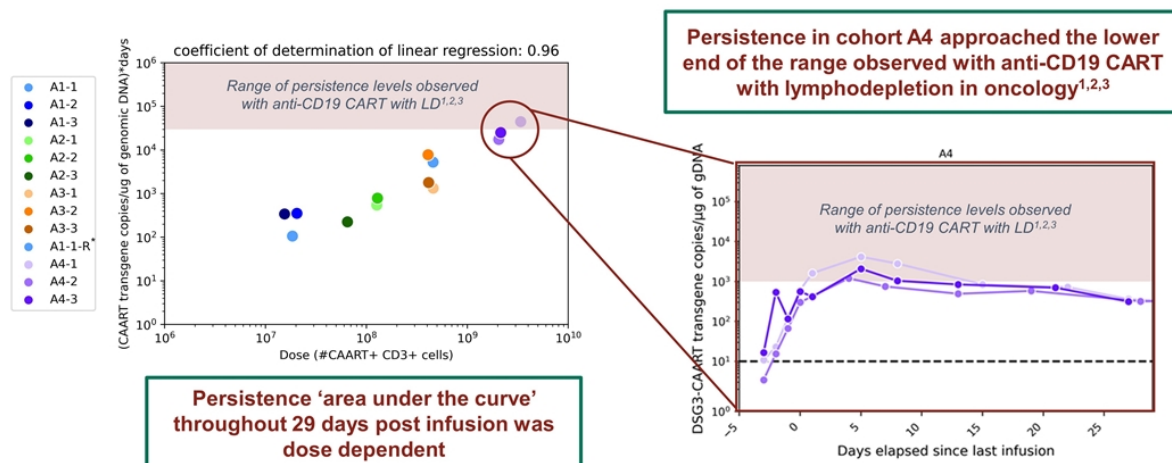 coefficient of determination of linear regression: 0.96
Range of persistence levels observed
with anti-CD19 CART with LD1,2,3
A1-1
A1-2
A1-3
A2-1
A2-2
A2-3
A3-1
A3-2
A3-3
A1-1-R*
A4-1
A4-2
A4-3
(CAART transgene copies/ug of genomic DNA)*days
10^6
10^5
10^4
10^3
10^2
10^1
10^0
10^6
10^7
10^8
10^9
10^10
Dose (#CAART+ CD3+ cells)
Persistence ‘area under the curve’
throughout 29 days post infusion was
dose dependent
Persistence in cohort A4 approached the lower
end of the range observed with anti-CD19 CART
with lymphodepletion in oncology1,2,3
A4
DSG3-CAART transgene copies/µg of gDNA
Range of persistence levels observed
with anti-CD19 CART with LD1,2,3
10^5
10^4
10^3
10^2
10^1
10^0
−5
0
5
10
15
20
25
Days elapsed since last infusion